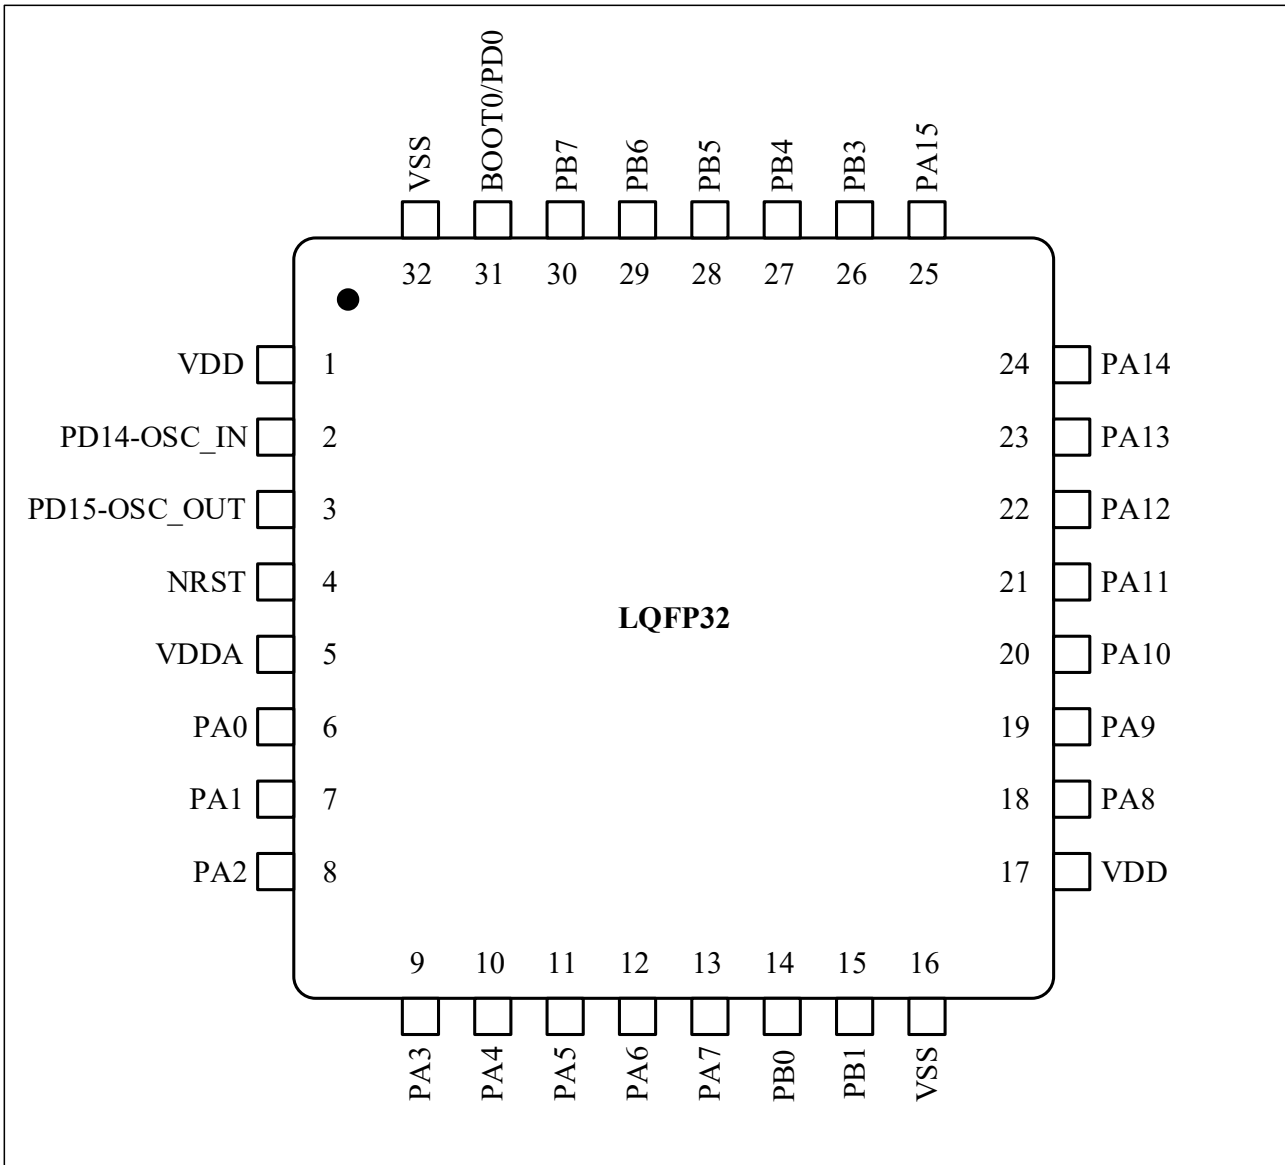 VSS
BOOT0/PD0
PB7
PB6
PB5
PB4
PB3
PA15
32 31 30 29 28 27 26 25
VDD 1 24 PA14
PD14-OSC_IN 2 23 PA13
PD15-OSC_OUT 3 22 PA12
NRST 4 21 PA11
LQFP32
VDDA 5 20 PA10
PA0 6 19 PA9
PA1 7 18 PA8
PA2 8 17 VDD
9 10 11 12 13 14 15 16
PA3
PA4
PA5
PA6
PA7
PB0
PB1
VSS